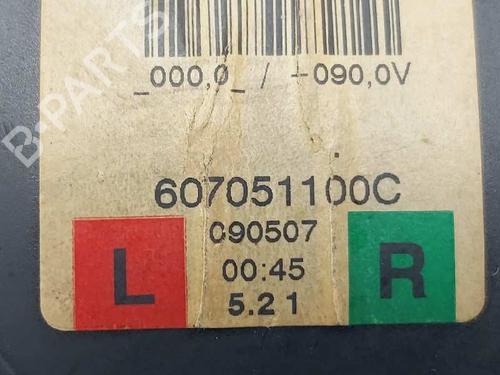 B-PARTS
_000,0_ / -090,0V
607051100C
090507
L
R
00:45
5.21